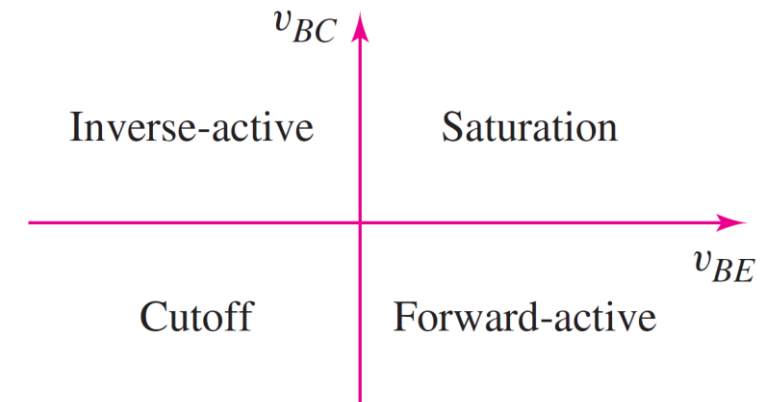 v_BC
Inverse-active
Saturation
v_BE
Cutoff
Forward-active